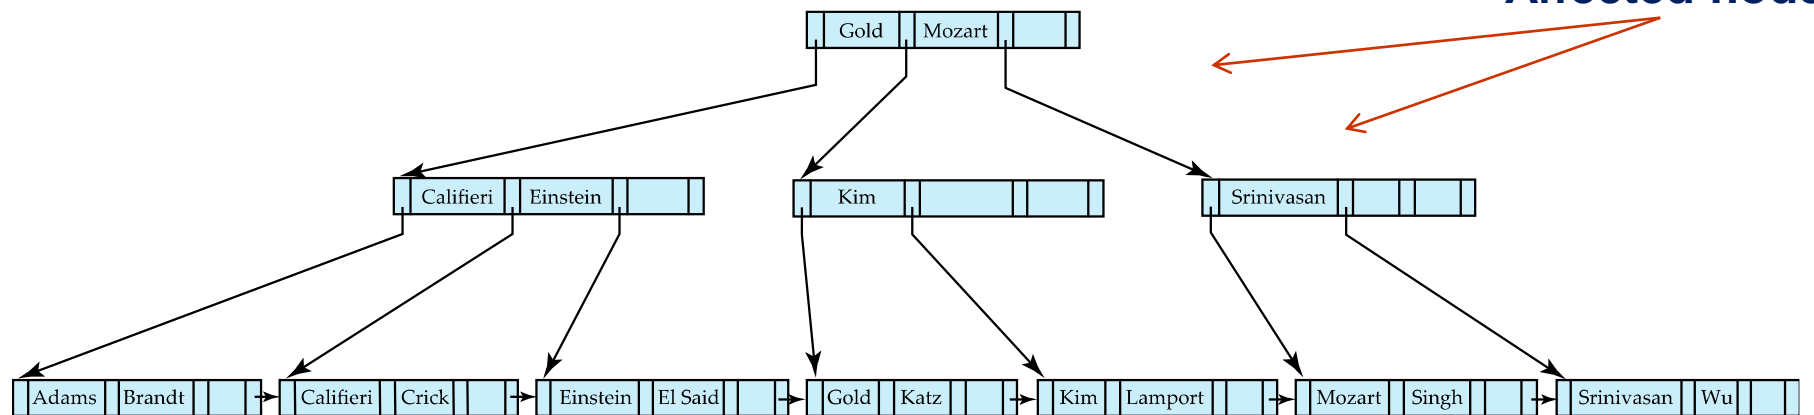 Affected
Gold Mozart
Califieri Einstein
Kim
Srinivasan
Adams Brandt Califieri Crick Einstein El Said Gold Katz Kim Lamport Mozart Singh Srinivasan Wu